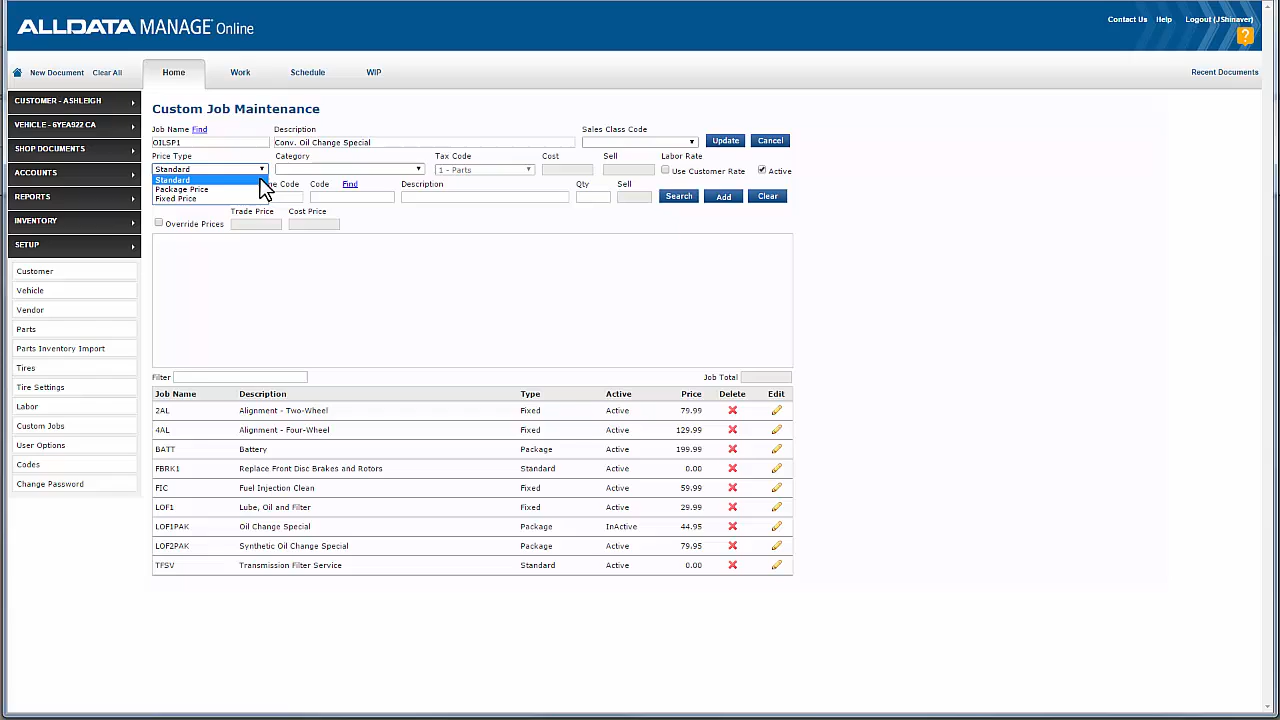 ALLDATA MANAGE Online
Contact Us Help Logout (JShinaver)
?
New Document Clear All Home Work Schedule WIP Recent Documents
CUSTOMER - ASHLEIGH
VEHICLE - 6YEA922 CA
SHOP DOCUMENTS
ACCOUNTS
REPORTS
INVENTORY
SETUP
Customer
Vehicle
Vendor
Parts
Parts Inventory Import
Tires
Tire Settings
Labor
Custom Jobs
User Options
Codes
Change Password
Custom Job Maintenance
Job Name Find Description Sales Class Code
OILSP1 Conv. Oil Change Special Update Cancel
Price Type Category Tax Code Cost Sell Labor Rate
Standard 1 - Parts Use Customer Rate Active
Standard
Package Price
Fixed Price
Code Code Find Description Qty Sell
Search Add Clear
Trade Price Cost Price
Override Prices
Filter Job Total
Job Name Description Type Active Price Delete Edit
2AL Alignment - Two-Wheel Fixed Active 79.99
4AL Alignment - Four-Wheel Fixed Active 129.99
BATT Battery Package Active 199.99
FBRK1 Replace Front Disc Brakes and Rotors Standard Active 0.00
FIC Fuel Injection Clean Fixed Active 59.99
LOF1 Lube, Oil and Filter Fixed Active 29.99
LOF1PAK Oil Change Special Package InActive 44.95
LOF2PAK Synthetic Oil Change Special Package Active 79.95
TFSV Transmission Filter Service Standard Active 0.00